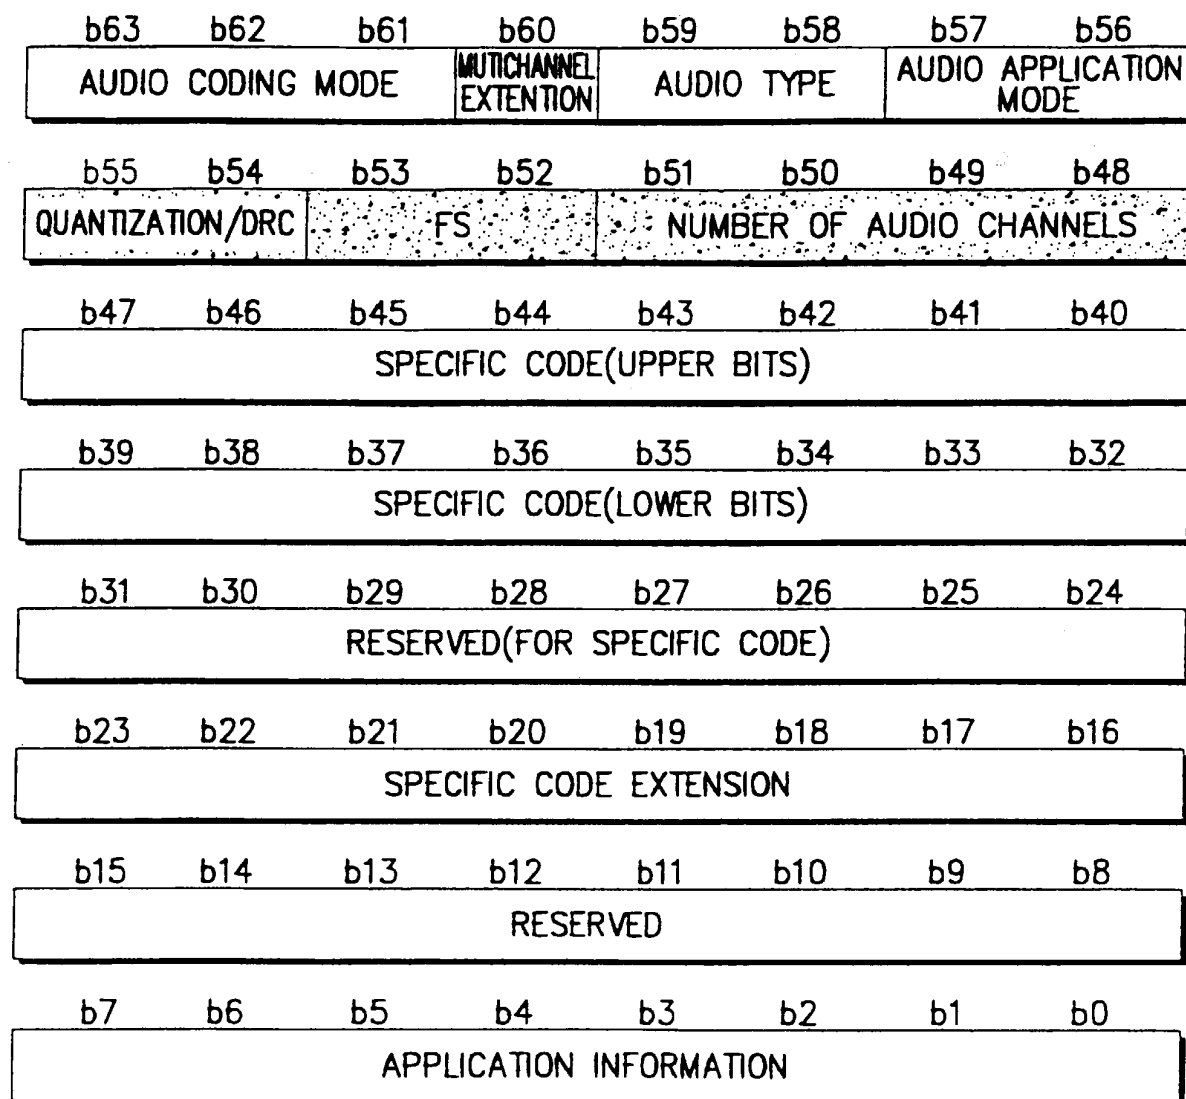 b63 b62 b61 b60 b59 b58 b57 b56
AUDIO CODING MODE MUTICHANNEL EXTENTION AUDIO TYPE AUDIO APPLICATION MODE
b55 b54 b53 b52 b51 b50 b49 b48
QUANTIZATION/DRC FS NUMBER OF AUDIO CHANNELS
b47 b46 b45 b44 b43 b42 b41 b40
SPECIFIC CODE(UPPER BITS)
b39 b38 b37 b36 b35 b34 b33 b32
SPECIFIC CODE(LOWER BITS)
b31 b30 b29 b28 b27 b26 b25 b24
RESERVED(FOR SPECIFIC CODE)
b23 b22 b21 b20 b19 b18 b17 b16
SPECIFIC CODE EXTENSION
b15 b14 b13 b12 b11 b10 b9 b8
RESERVED
b7 b6 b5 b4 b3 b2 b1 b0
APPLICATION INFORMATION